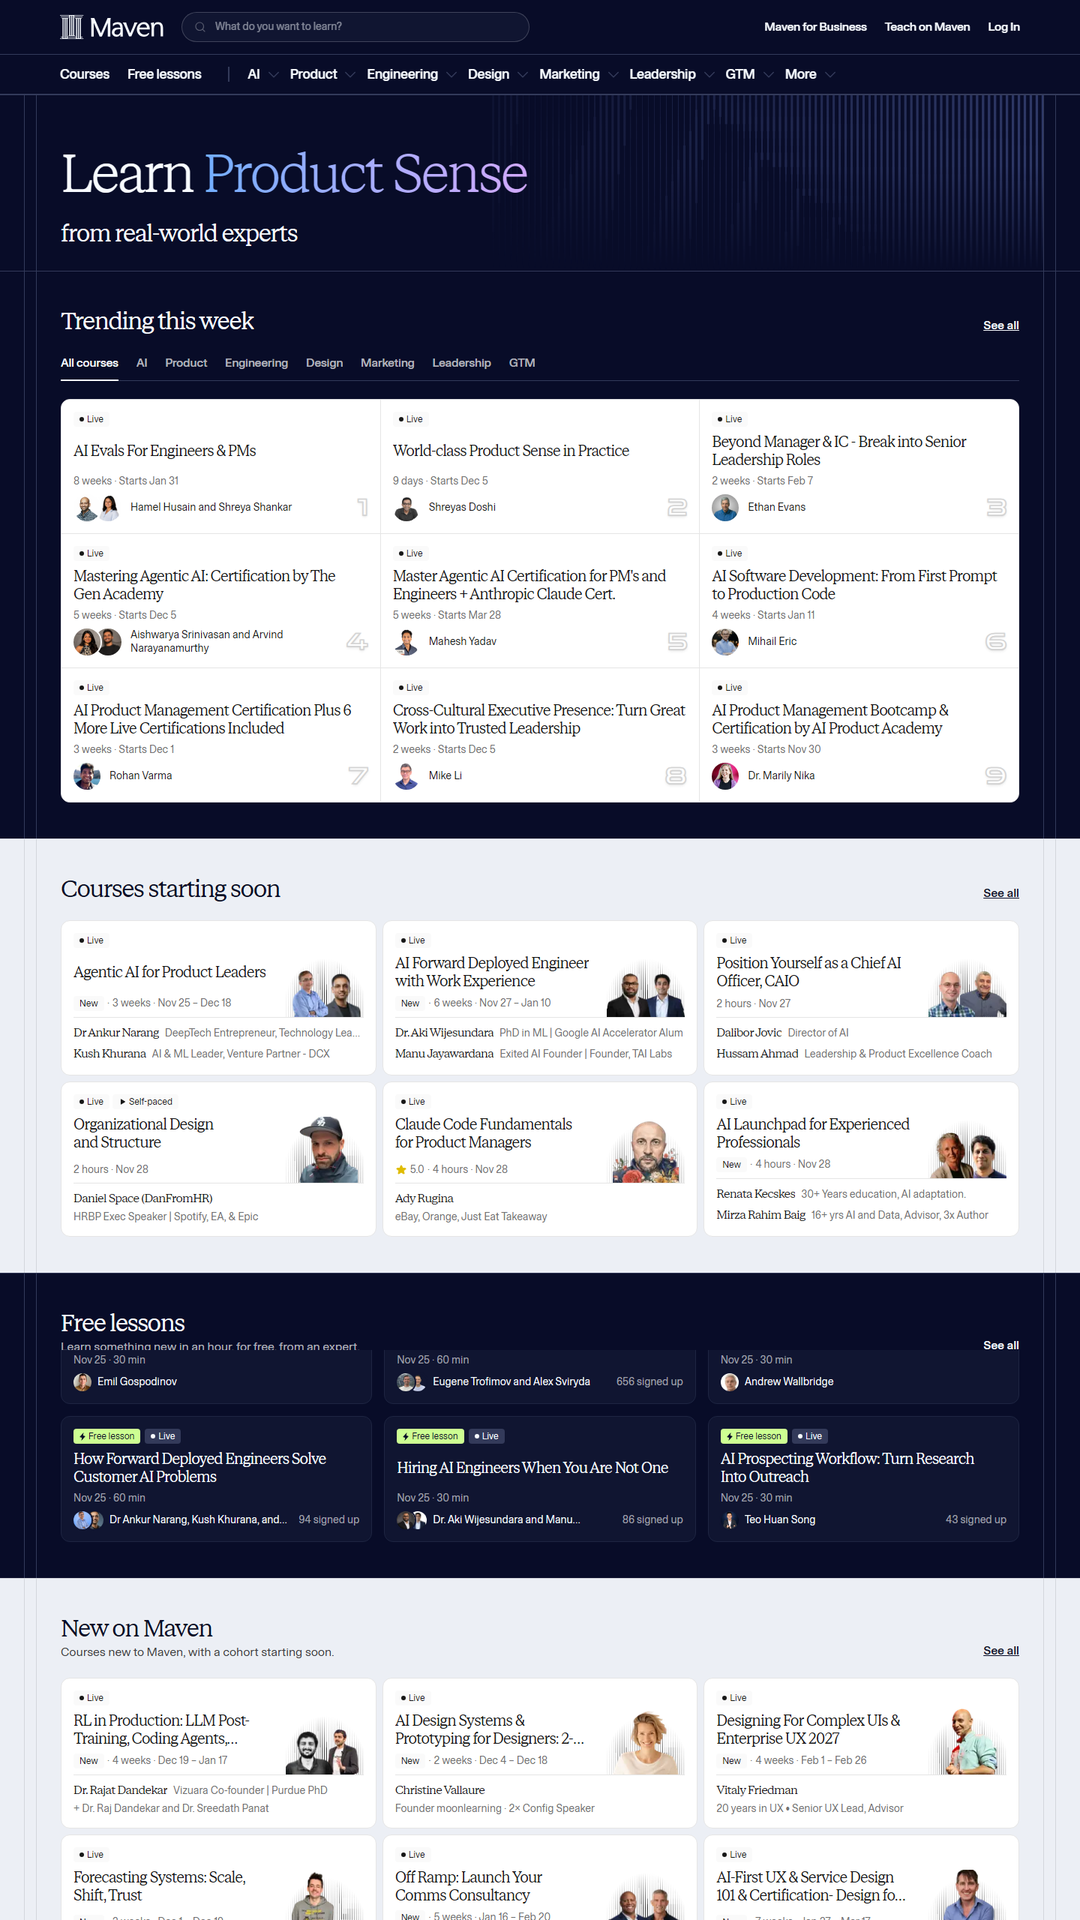 Maven
What do you want to learn?
Maven for Business
Teach on Maven
Log In
Courses
Free lessons
AI
Product
Engineering
Design
Marketing
Leadership
GTM
More
Learn Product Sense
from real-world experts
Trending this week
See all
All courses
AI
Product
Engineering
Design
Marketing
Leadership
GTM
Live
AI Evals For Engineers & PMs
8 weeks · Starts Jan 31
Hamel Husain and Shreya Shankar
1
Live
World-class Product Sense in Practice
9 days · Starts Dec 5
Shreyas Doshi
2
Live
Beyond Manager & IC - Break into Senior
Leadership Roles
2 weeks · Starts Feb 7
Ethan Evans
3
Live
Mastering Agentic AI: Certification by The
Gen Academy
5 weeks · Starts Dec 5
Aishwarya Srinivasan and Arvind
Narayanamurthy
4
Live
Master Agentic AI Certification for PM's and
Engineers + Anthropic Claude Cert.
5 weeks · Starts Mar 28
Mahesh Yadav
5
Live
AI Software Development: From First Prompt
to Production Code
4 weeks · Starts Jan 11
Mihail Eric
6
Live
AI Product Management Certification Plus 6
More Live Certifications Included
3 weeks · Starts Dec 1
Rohan Varma
7
Live
Cross-Cultural Executive Presence: Turn Great
Work into Trusted Leadership
2 weeks · Starts Dec 5
Mike Li
8
Live
AI Product Management Bootcamp &
Certification by AI Product Academy
3 weeks · Starts Nov 30
Dr. Marily Nika
9
Courses starting soon
See all
Live
Agentic AI for Product Leaders
New · 3 weeks · Nov 25 – Dec 18
Dr Ankur Narang DeepTech Entrepreneur, Technology Lea...
Kush Khurana AI & ML Leader, Venture Partner - DCX
Live
AI Forward Deployed Engineer
with Work Experience
New · 6 weeks · Nov 27 – Jan 10
Dr. Aki Wijesundara PhD in ML | Google AI Accelerator Alum
Manu Jayawardana Exited AI Founder | Founder, TAI Labs
Live
Position Yourself as a Chief AI
Officer, CAIO
2 hours · Nov 27
Dalibor Jovic Director of AI
Hussam Ahmad Leadership & Product Excellence Coach
Live Self-paced
Organizational Design
and Structure
2 hours · Nov 28
Daniel Space (DanFromHR)
HRBP Exec Speaker | Spotify, EA, & Epic
Live
Claude Code Fundamentals
for Product Managers
5.0 · 4 hours · Nov 28
Ady Rugina
eBay, Orange, Just Eat Takeaway
Live
AI Launchpad for Experienced
Professionals
New · 4 hours · Nov 28
Renata Kecskes 30+ Years education, AI adaptation.
Mirza Rahim Baig 16+ yrs AI and Data, Advisor, 3x Author
Free lessons
Learn something new in an hour, for free, from an expert.
See all
Nov 25 · 30 min
Emil Gospodinov
Nov 25 · 60 min
Eugene Trofimov and Alex Sviryda
656 signed up
Nov 25 · 30 min
Andrew Wallbridge
Free lesson Live
How Forward Deployed Engineers Solve
Customer AI Problems
Nov 25 · 60 min
Dr Ankur Narang, Kush Khurana, and...
94 signed up
Free lesson Live
Hiring AI Engineers When You Are Not One
Nov 25 · 30 min
Dr. Aki Wijesundara and Manu...
86 signed up
Free lesson Live
AI Prospecting Workflow: Turn Research
Into Outreach
Nov 25 · 30 min
Teo Huan Song
43 signed up
New on Maven
Courses new to Maven, with a cohort starting soon.
See all
Live
RL in Production: LLM Post-
Training, Coding Agents,...
New · 4 weeks · Dec 19 – Jan 17
Dr. Rajat Dandekar Vizuara Co-founder | Purdue PhD
+ Dr. Raj Dandekar and Dr. Sreedath Panat
Live
AI Design Systems &
Prototyping for Designers: 2-...
New · 2 weeks · Dec 4 – Dec 18
Christine Vallaure
Founder moonlearning · 2× Config Speaker
Live
Designing For Complex UIs &
Enterprise UX 2027
New · 4 weeks · Feb 1 – Feb 26
Vitaly Friedman
20 years in UX • Senior UX Lead, Advisor
Live
Forecasting Systems: Scale,
Shift, Trust
Live
Off Ramp: Launch Your
Comms Consultancy
New · 5 weeks · Jan 16 – Feb 20
Live
AI-First UX & Service Design
101 & Certification- Design fo...